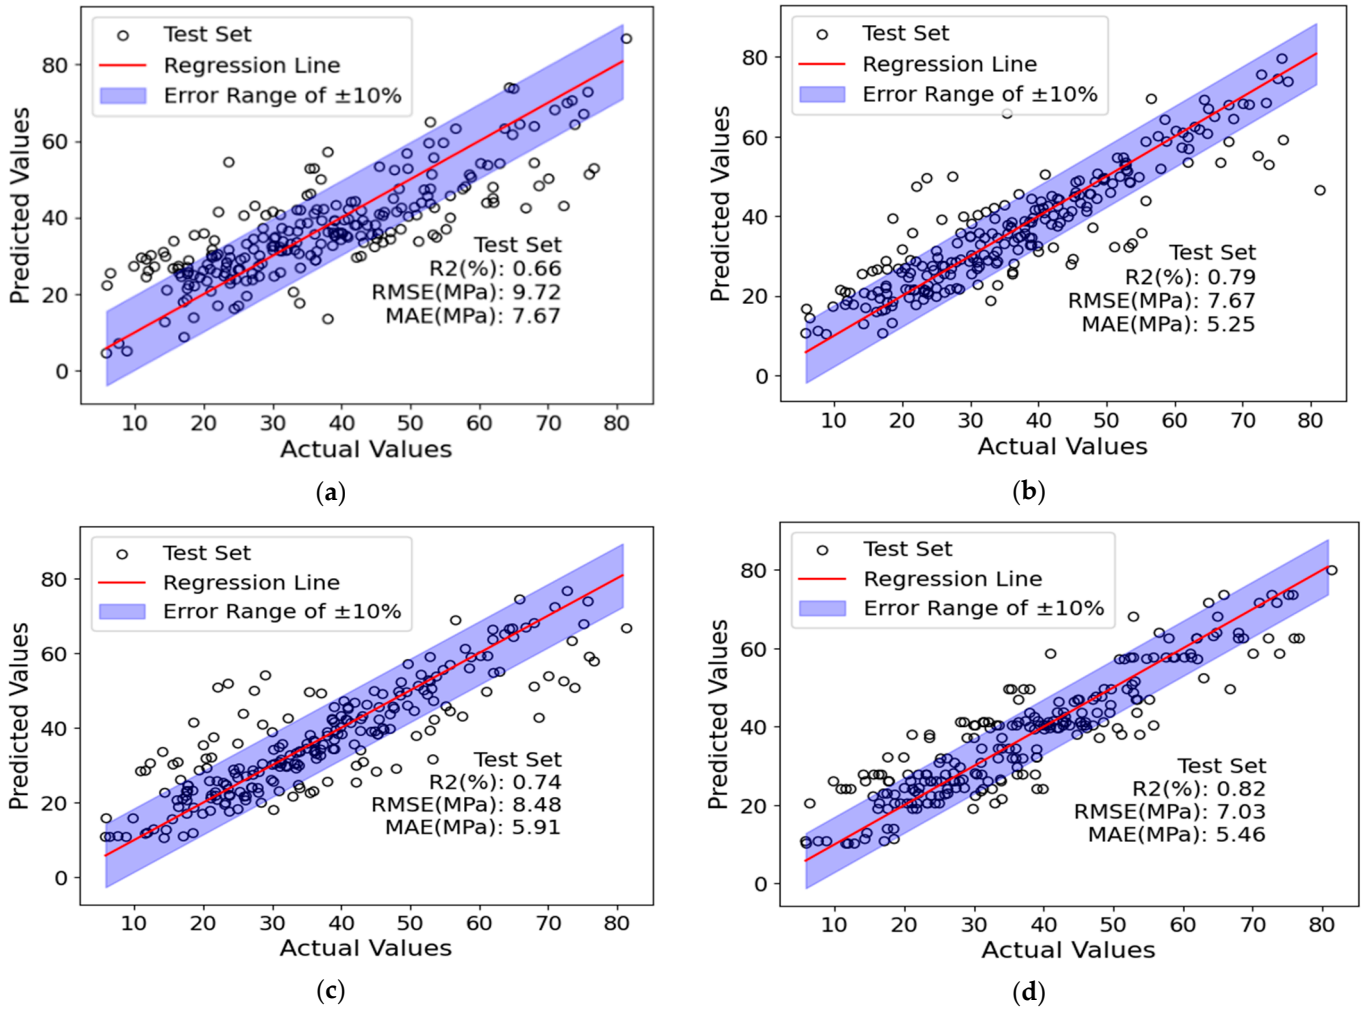 Test Set
Regression Line
Error Range of ±10%
Predicted Values
80
60
40
20
0
Test Set
R2(%): 0.66
RMSE(MPa): 9.72
MAE(MPa): 7.67
10 20 30 40 50 60 70 80
Actual Values
(a)
Test Set
Regression Line
Error Range of ±10%
Predicted Values
80
60
40
20
0
Test Set
R2(%): 0.79
RMSE(MPa): 7.67
MAE(MPa): 5.25
10 20 30 40 50 60 70 80
Actual Values
(b)
Test Set
Regression Line
Error Range of ±10%
Predicted Values
80
60
40
20
0
Test Set
R2(%): 0.74
RMSE(MPa): 8.48
MAE(MPa): 5.91
10 20 30 40 50 60 70 80
Actual Values
(c)
Test Set
Regression Line
Error Range of ±10%
Predicted Values
80
60
40
20
0
Test Set
R2(%): 0.82
RMSE(MPa): 7.03
MAE(MPa): 5.46
10 20 30 40 50 60 70 80
Actual Values
(d)